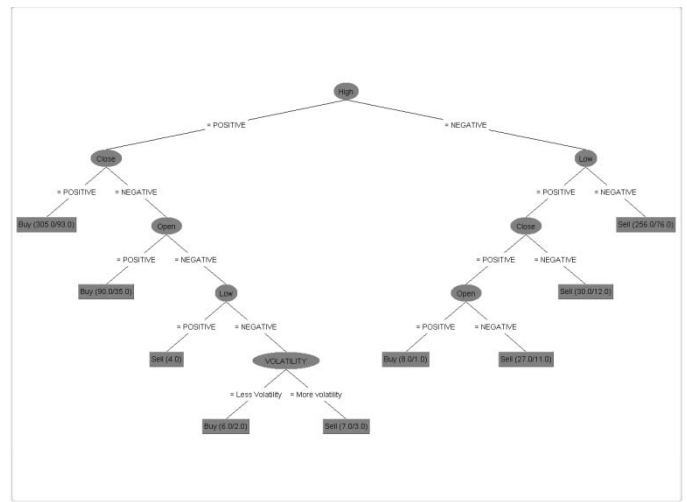 High
= POSITIVE
= NEGATIVE
Close
Low
= POSITIVE
= NEGATIVE
= POSITIVE
= NEGATIVE
Buy (305.0/93.0)
Open
Close
Sell (256.0/76.0)
= POSITIVE
= NEGATIVE
= POSITIVE
= NEGATIVE
Buy (90.0/35.0)
Low
Open
Sell (30.0/12.0)
= POSITIVE
= NEGATIVE
= POSITIVE
= NEGATIVE
Sell (4.0)
VOLATILITY
Buy (8.0/1.0)
Sell (27.0/11.0)
= Less Volatility
= More volatility
Buy (6.0/2.0)
Sell (7.0/3.0)